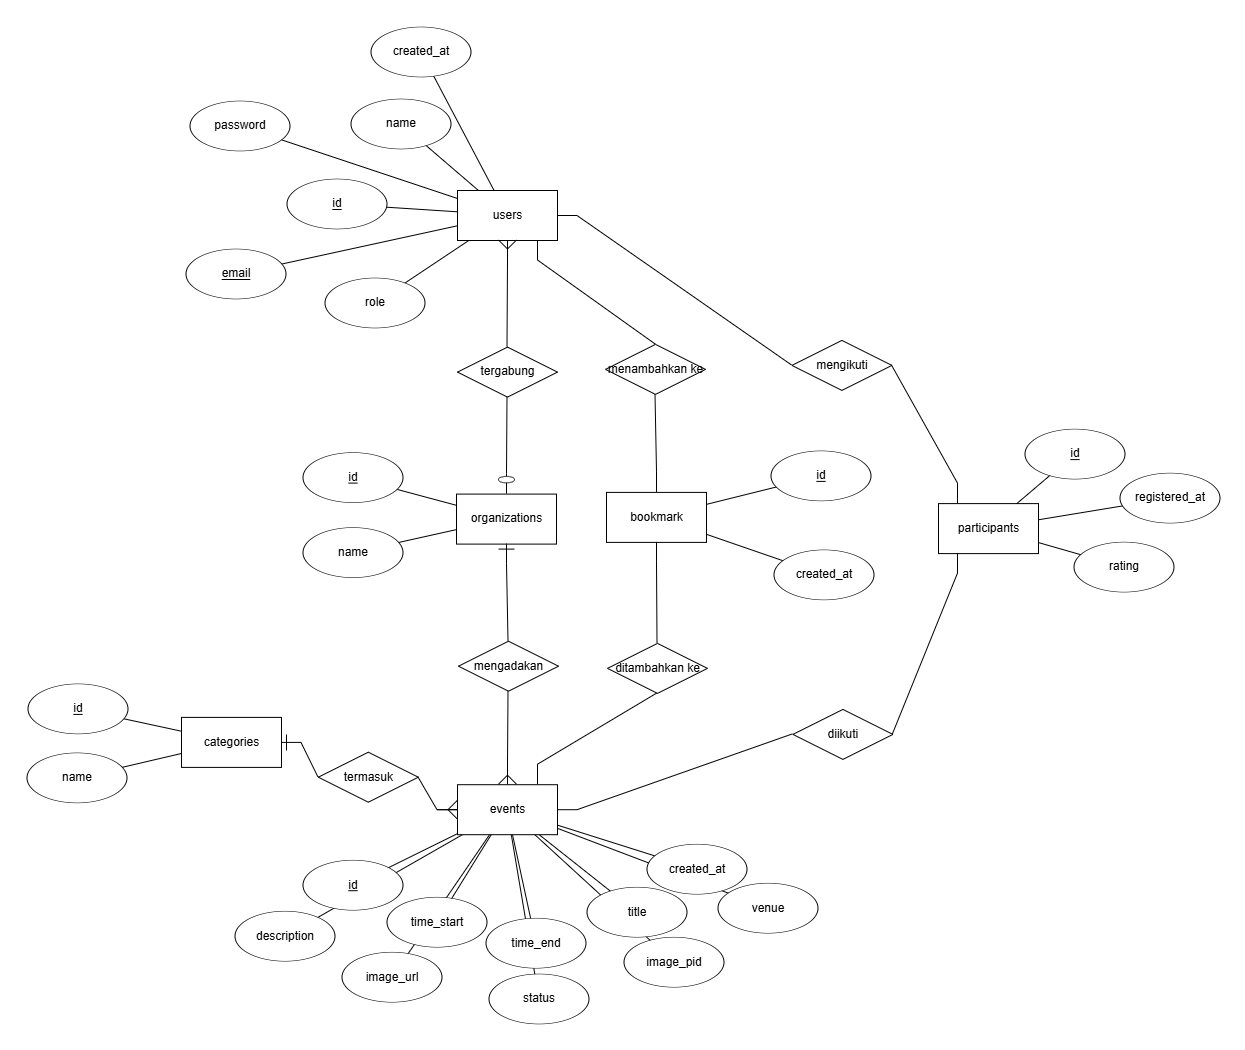 created_at
password
name
id
users
email
role
tergabung
menambahkan ke
mengikuti
id
name
organizations
bookmark
id
created_at
id
registered_at
participants
rating
mengadakan
ditambahkan ke
id
name
categories
termasuk
diikuti
events
id
description
time_start
image_url
time_end
status
title
image_pid
created_at
venue